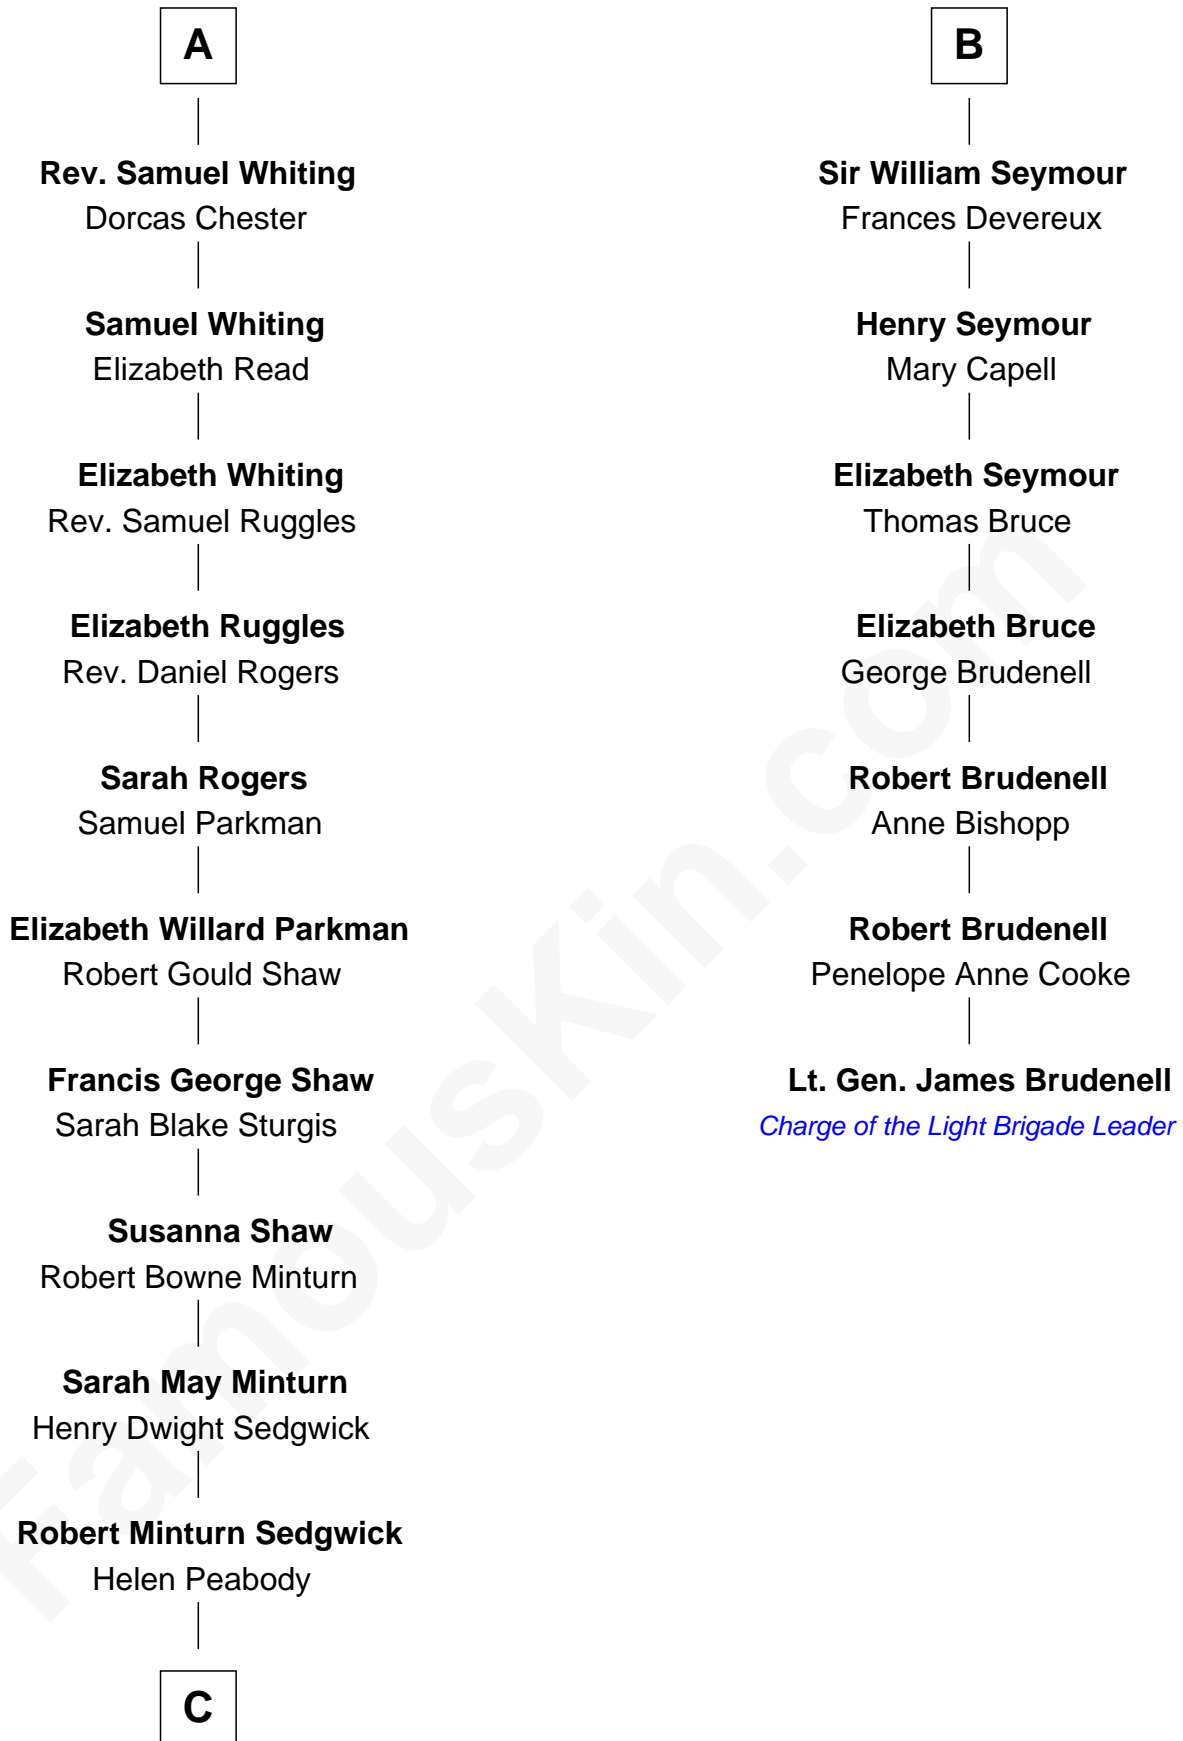 A
Rev. Samuel Whiting
Dorcas Chester
Samuel Whiting
Elizabeth Read
Elizabeth Whiting
Rev. Samuel Ruggles
Elizabeth Ruggles
Rev. Daniel Rogers
Sarah Rogers
Samuel Parkman
Elizabeth Willard Parkman
Robert Gould Shaw
Francis George Shaw
Sarah Blake Sturgis
Susanna Shaw
Robert Bowne Minturn
Sarah May Minturn
Henry Dwight Sedgwick
Robert Minturn Sedgwick
Helen Peabody
C
B
Sir William Seymour
Frances Devereux
Henry Seymour
Mary Capell
Elizabeth Seymour
Thomas Bruce
Elizabeth Bruce
George Brudenell
Robert Brudenell
Anne Bishopp
Robert Brudenell
Penelope Anne Cooke
Lt. Gen. James Brudenell
Charge of the Light Brigade Leader
FamousKin.com